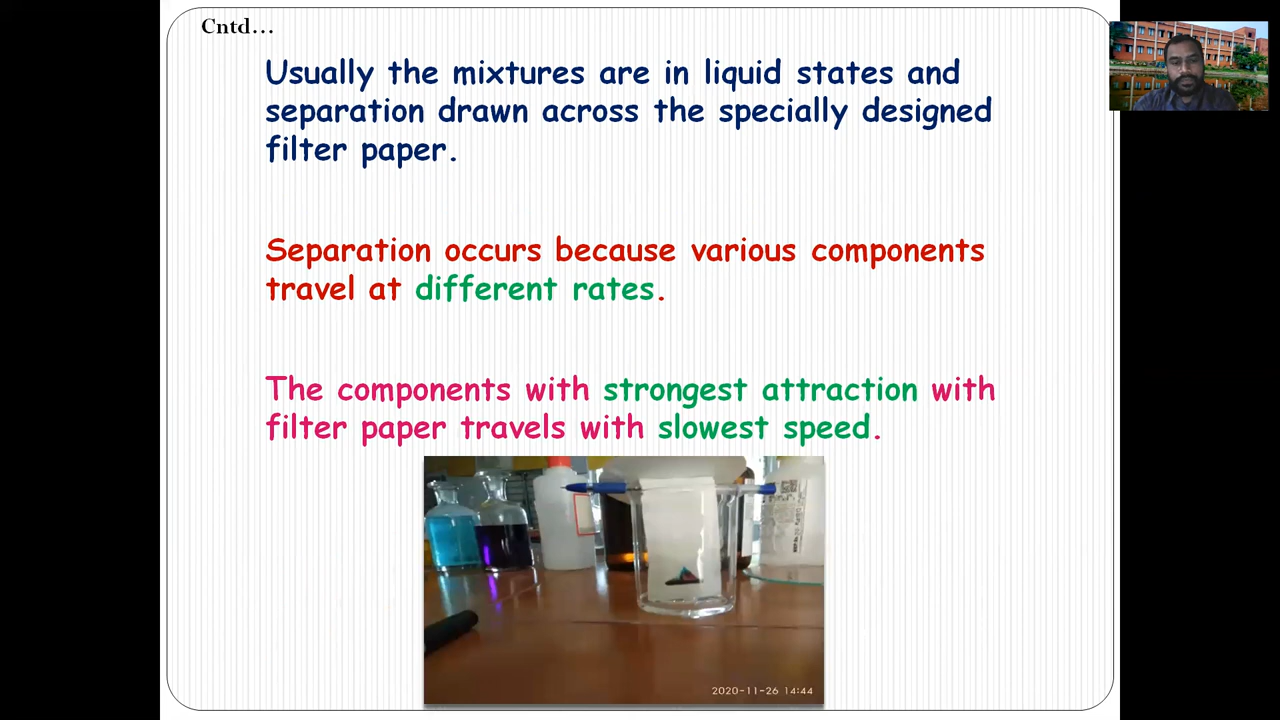 Cntd...
Usually the mixtures are in liquid states and
separation drawn across the specially designed
filter paper.
Separation occurs because various components
travel at different rates.
The components with strongest attraction with
filter paper travels with slowest speed.
2020-11-26 14:44